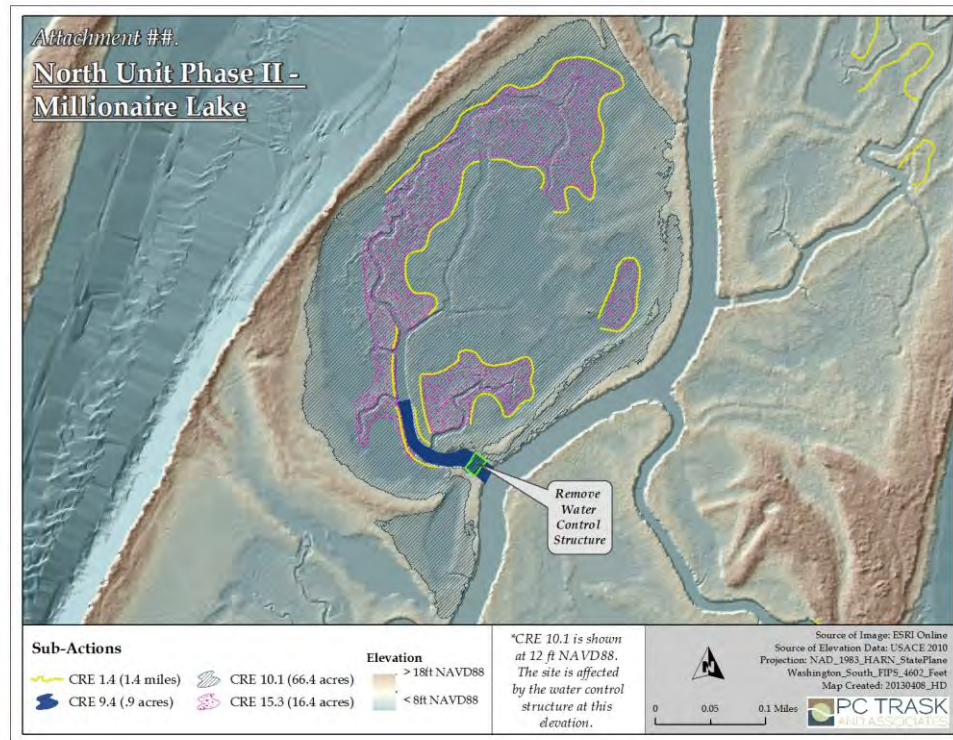 Attachment ##.
North Unit Phase II -
Millionaire Lake
Remove
Water
Control
Structure
Sub-Actions
CRE 1.4 (1.4 miles)
CRE 10.1 (66.4 acres)
CRE 9.4 (.9 acres)
CRE 15.3 (16.4 acres)
Elevation
> 18ft NAVD88
< 8ft NAVD88
*CRE 10.1 is shown
at 12 ft NAVD88.
The site is affected
by the water control
structure at this
elevation.
N
0 0.05 0.1 Miles
Source of Image: ESRI Online
Source of Elevation Data: USACE 2010
Projection: NAD_1983_HARN_StatePlane
Washington_South_FIPS_4602_Feet
Map Created: 20130408_HD
PC TRASK
AND ASSOCIATES